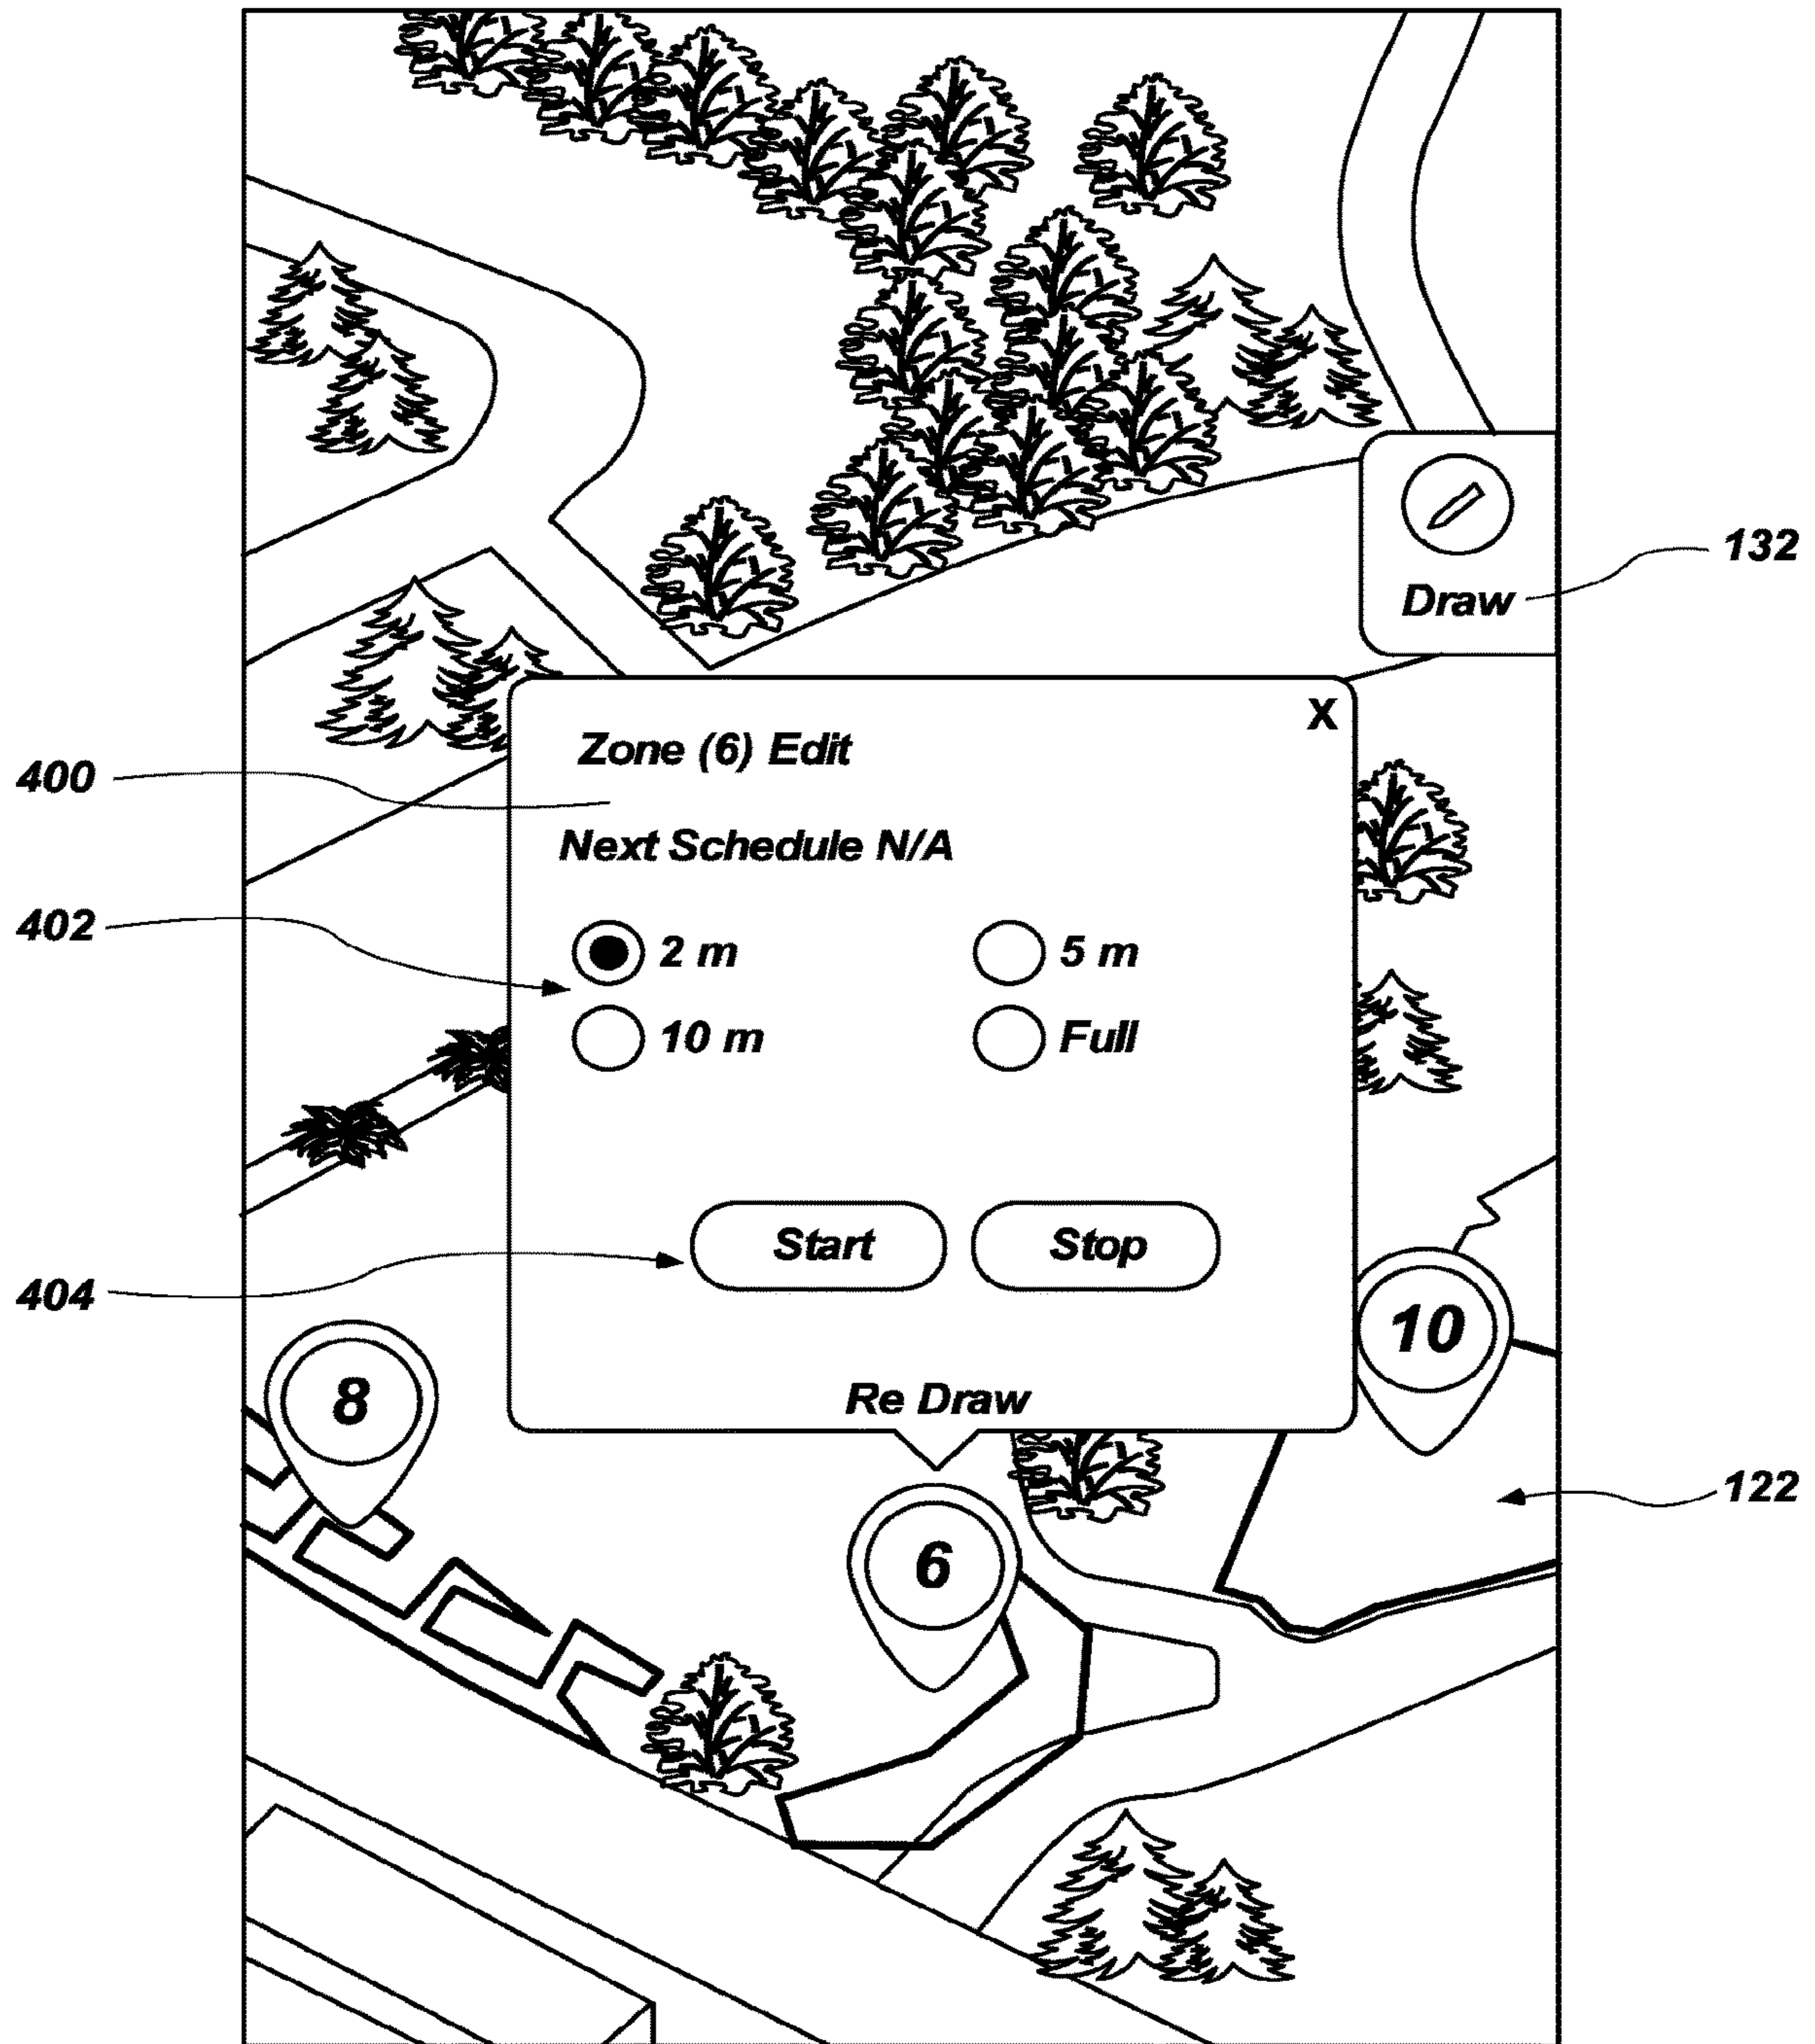 132
Draw
X
Zone (6) Edit
400
Next Schedule N/A
402
2 m 5 m
10 m Full
Start Stop
404
10
8
Re Draw
122
6